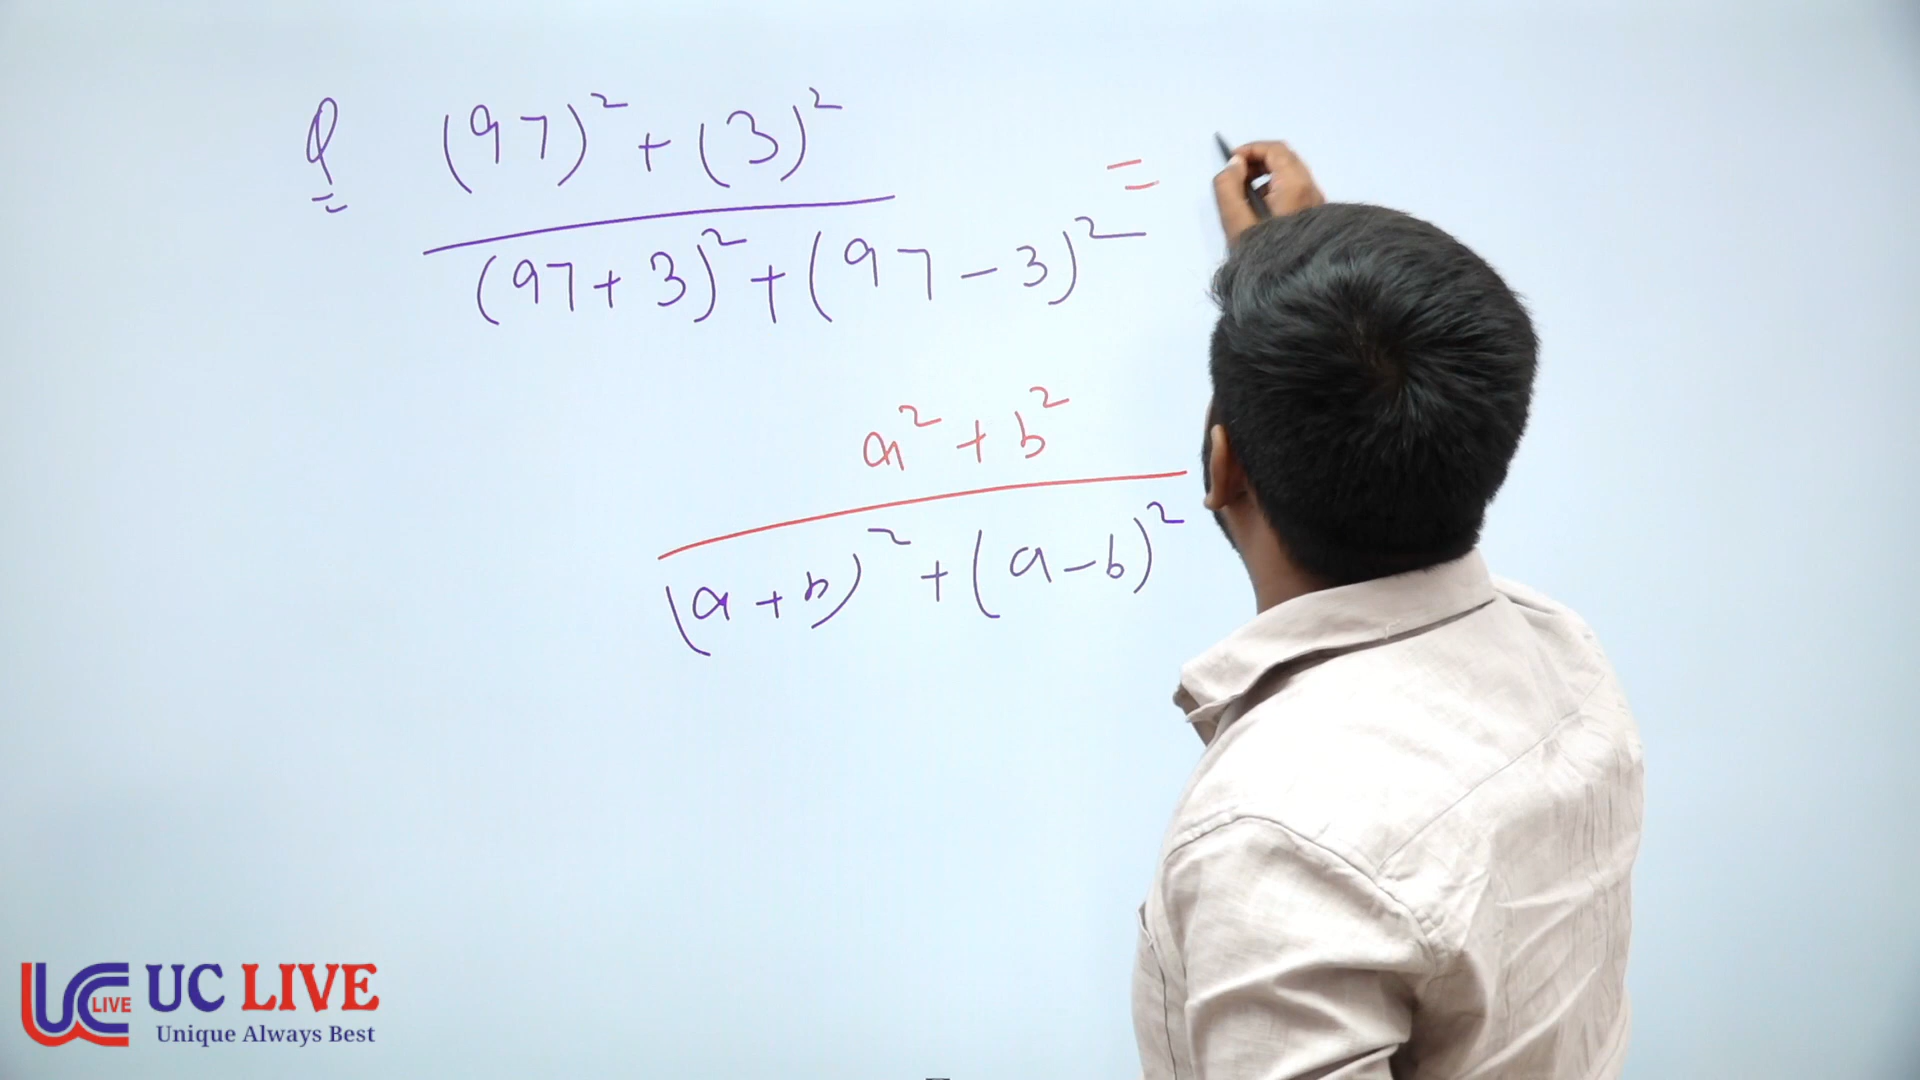 Q (97)² + (3)² =
(97+3)² + (97-3)²
a² + b²
(a+b)² + (a-b)²
LIVE UC LIVE
Unique Always Best